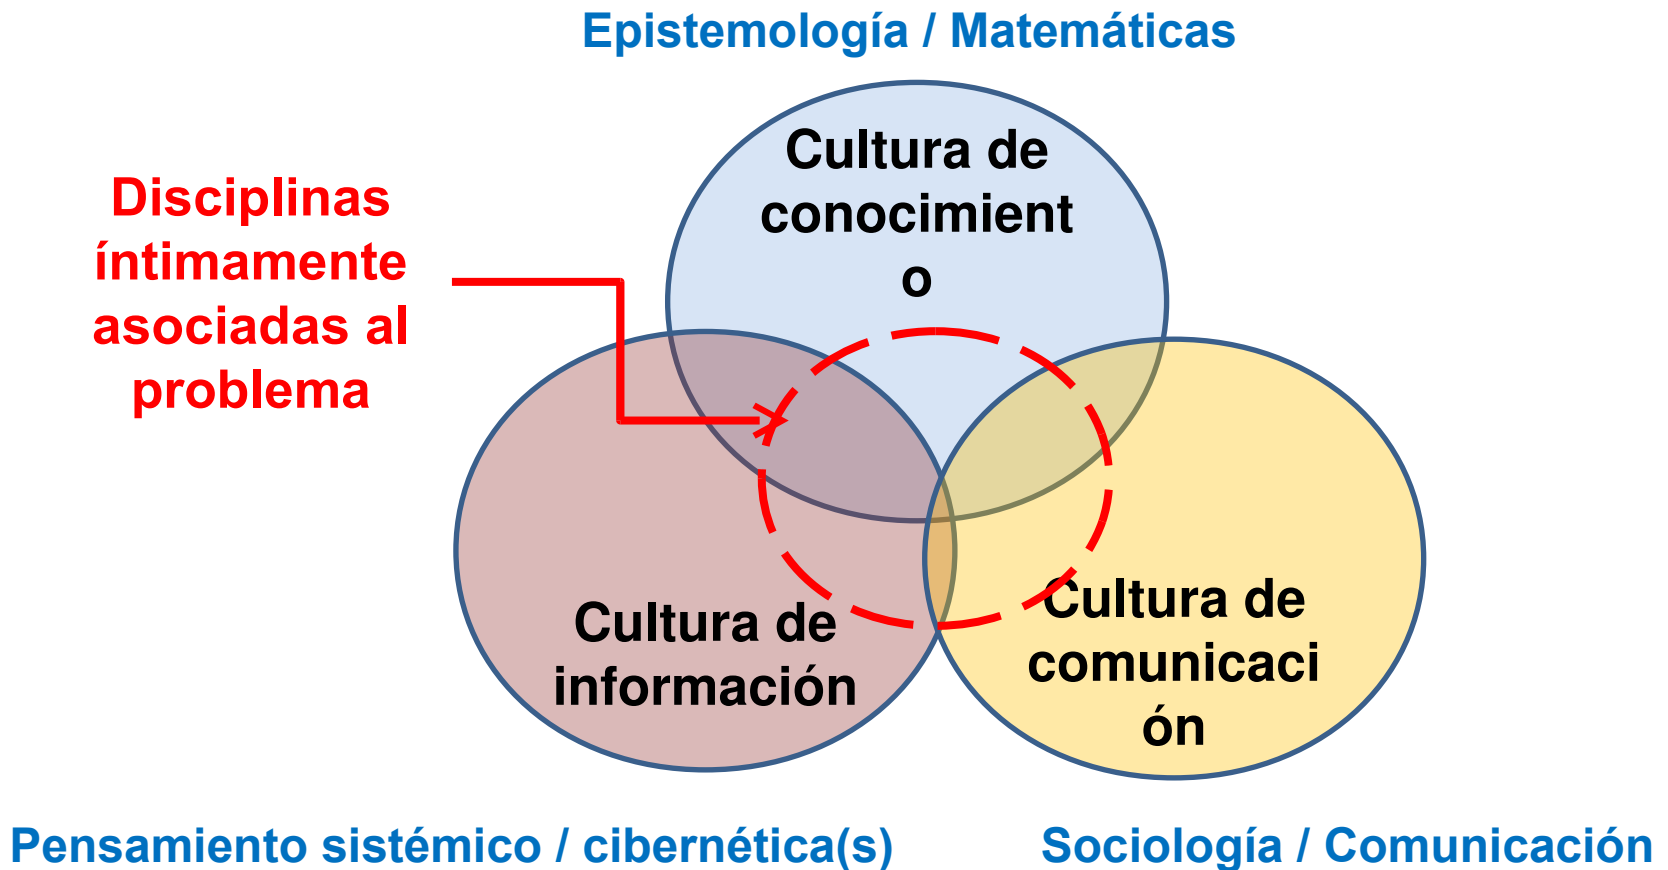 Epistemología / Matemáticas
Cultura de
conocimient
o
Disciplinas
íntimamente
asociadas al
problema
Cultura de
información
Cultura de
comunicaci
ón
Pensamiento sistémico / cibernética(s)
Sociología / Comunicación